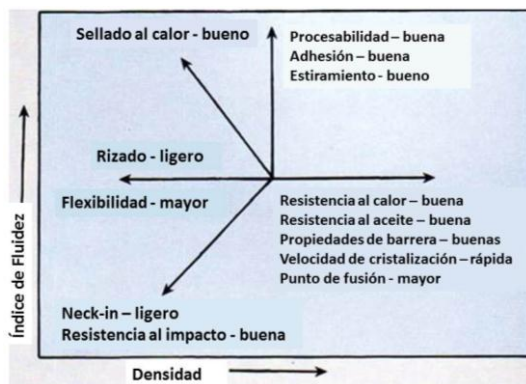 Sellado al calor - bueno
Procesabilidad – buena
Adhesión – buena
Estiramiento - bueno
Rizado - ligero
Flexibilidad - mayor
Resistencia al calor – buena
Resistencia al aceite – buena
Propiedades de barrera – buenas
Velocidad de cristalización – rápida
Punto de fusión - mayor
Neck-in – ligero
Resistencia al impacto - buena
Índice de Fluidez
Densidad